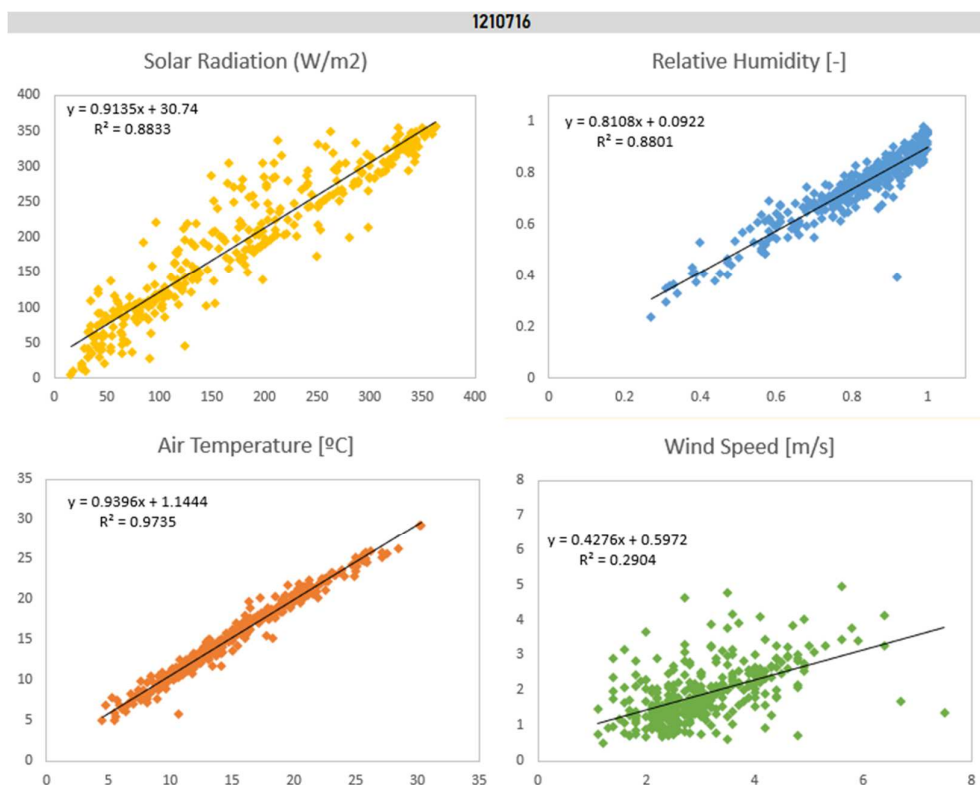 1210716
Solar Radiation (W/m2)
y = 0.9135x + 30.74
R² = 0.8833
400
350
300
250
200
150
100
50
0
0 50 100 150 200 250 300 350 400
Relative Humidity [-]
y = 0.8108x + 0.0922
R² = 0.8801
1
0.8
0.6
0.4
0.2
0
0 0.2 0.4 0.6 0.8 1
Air Temperature [ºC]
y = 0.9396x + 1.1444
R² = 0.9735
35
30
25
20
15
10
5
0
0 5 10 15 20 25 30 35
Wind Speed [m/s]
y = 0.4276x + 0.5972
R² = 0.2904
8
7
6
5
4
3
2
1
0
0 2 4 6 8